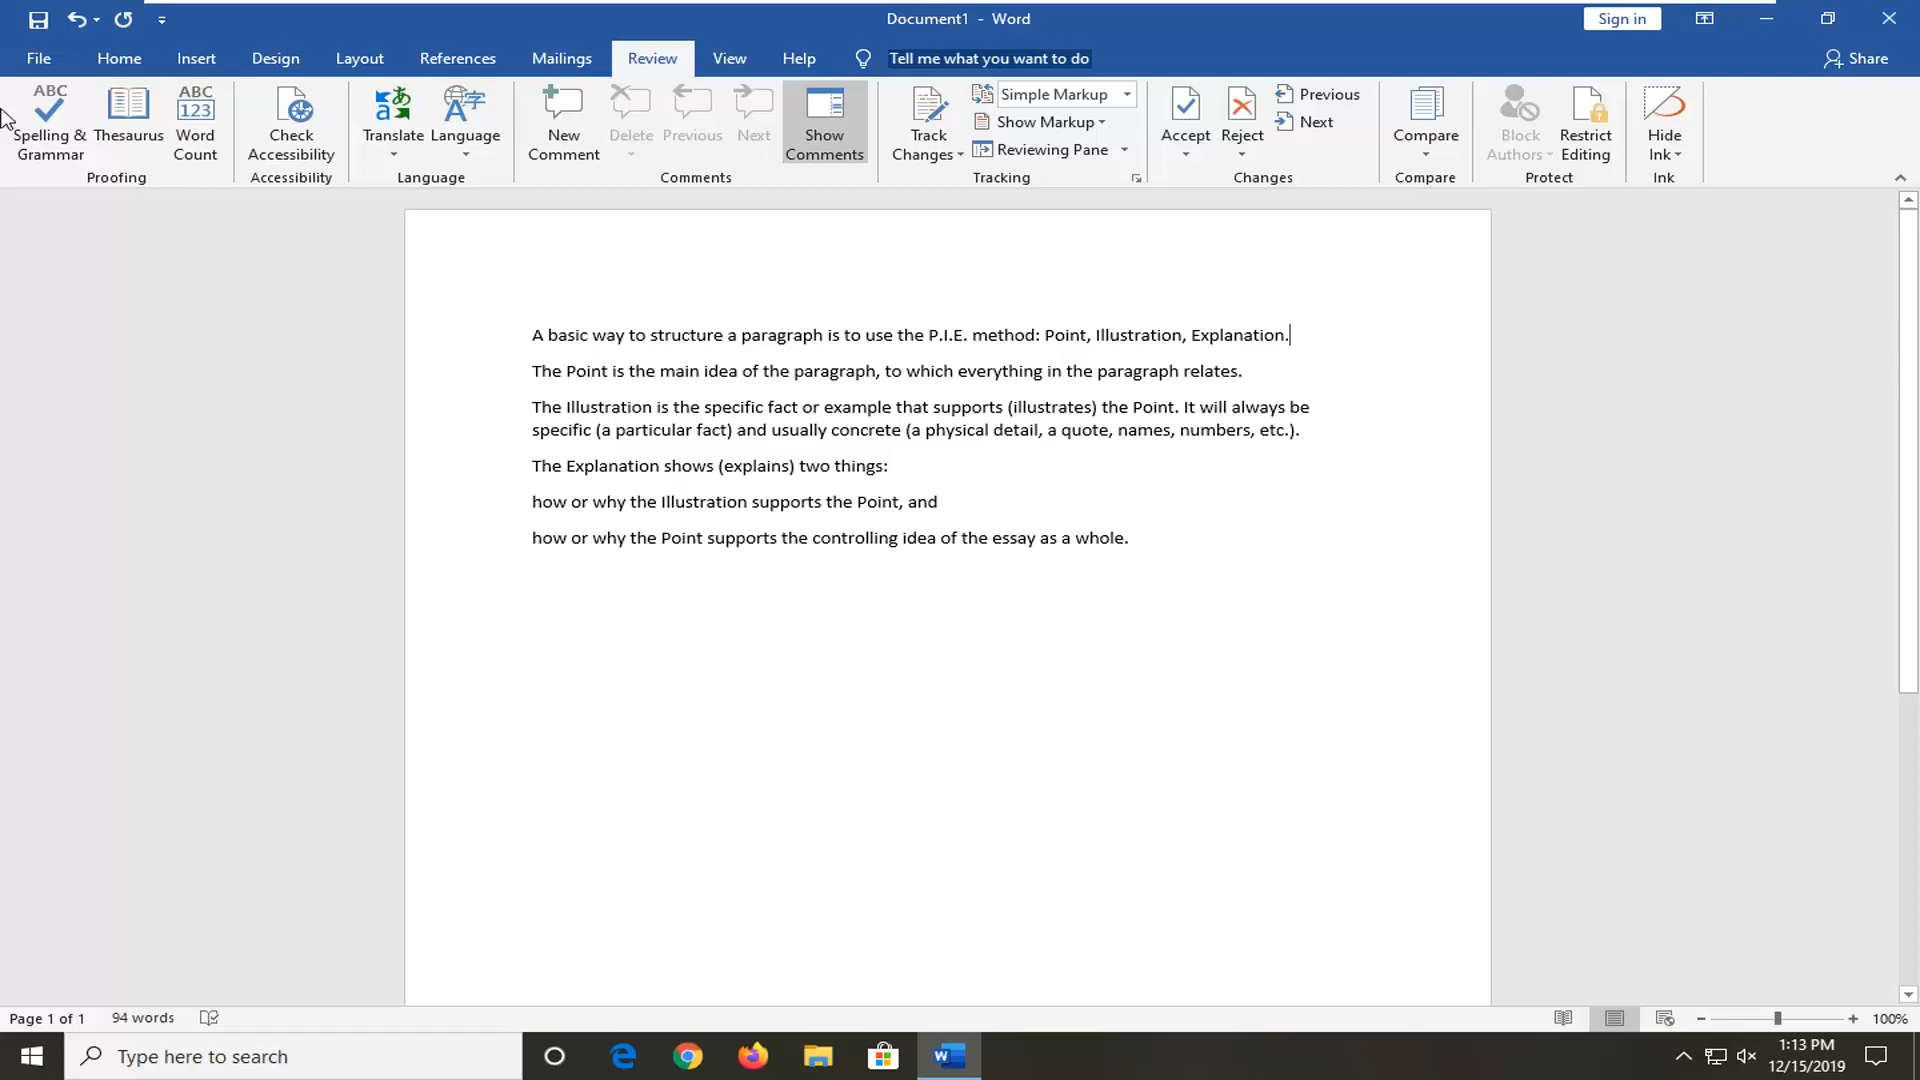 Document1 - Word
Sign in
File Home Insert Design Layout References Mailings Review View Help Tell me what you want to do Share
ABC
Spelling &
Grammar
Thesaurus
ABC
123
Word
Count
Proofing
Check
Accessibility
Accessibility
Translate
Language
Language
New
Comment
Delete
Previous
Next
Show
Comments
Comments
Track
Changes
Simple Markup
Show Markup
Reviewing Pane
Tracking
Accept
Reject
Previous
Next
Changes
Compare
Compare
Block
Authors
Restrict
Editing
Protect
Hide
Ink
Ink
A basic way to structure a paragraph is to use the P.I.E. method: Point, Illustration, Explanation.
The Point is the main idea of the paragraph, to which everything in the paragraph relates.
The Illustration is the specific fact or example that supports (illustrates) the Point. It will always be
specific (a particular fact) and usually concrete (a physical detail, a quote, names, numbers, etc.).
The Explanation shows (explains) two things:
how or why the Illustration supports the Point, and
how or why the Point supports the controlling idea of the essay as a whole.
Page 1 of 1 94 words 100%
Type here to search
1:13 PM
12/15/2019